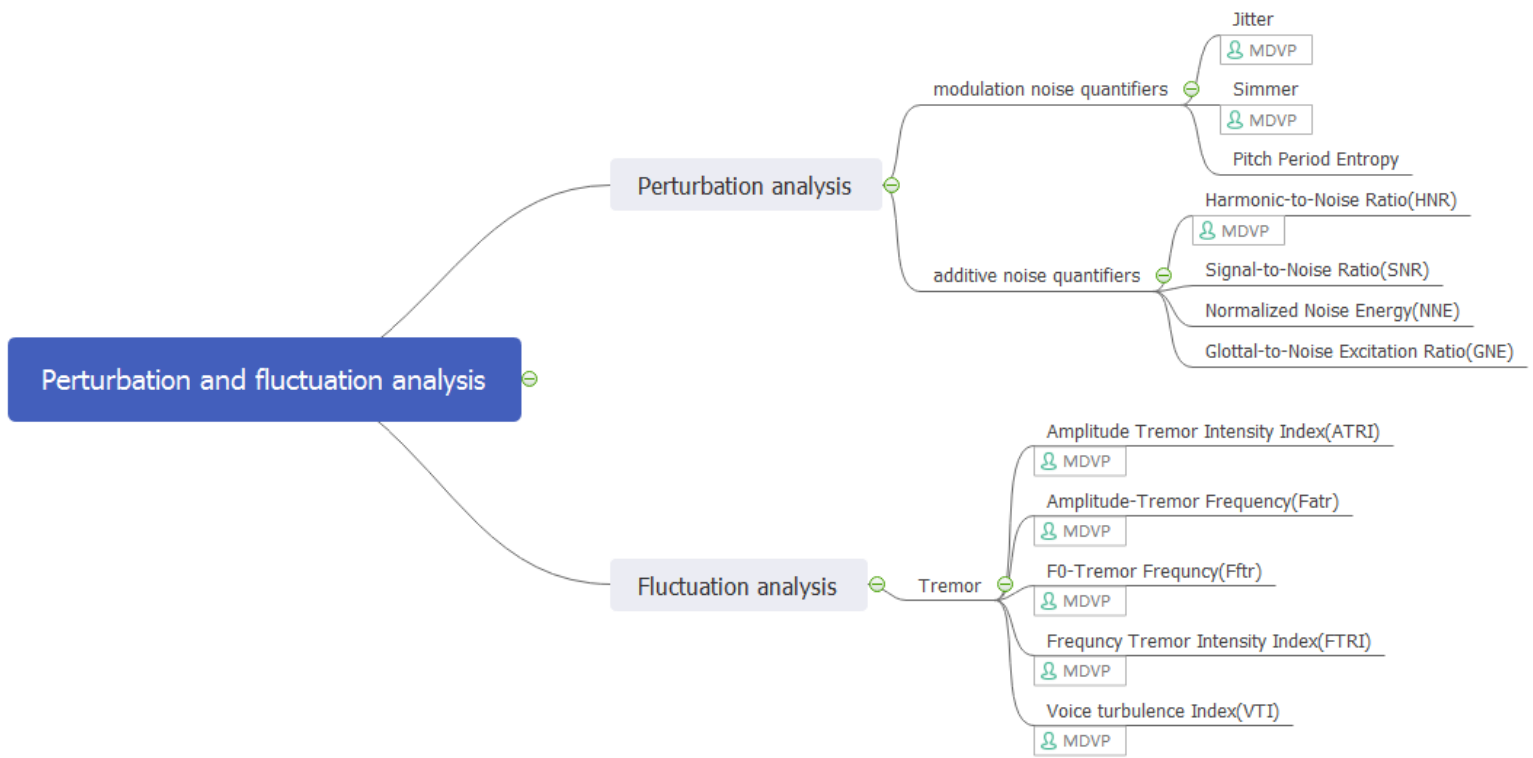 Perturbation and fluctuation analysis
Perturbation analysis
modulation noise quantifiers
Jitter
MDVP
Simmer
MDVP
Pitch Period Entropy
additive noise quantifiers
Harmonic-to-Noise Ratio(HNR)
MDVP
Signal-to-Noise Ratio(SNR)
Normalized Noise Energy(NNE)
Glottal-to-Noise Excitation Ratio(GNE)
Fluctuation analysis
Tremor
Amplitude Tremor Intensity Index(ATRI)
MDVP
Amplitude-Tremor Frequency(Fatr)
MDVP
F0-Tremor Frequncy(Fftr)
MDVP
Frequncy Tremor Intensity Index(FTRI)
MDVP
Voice turbulence Index(VTI)
MDVP